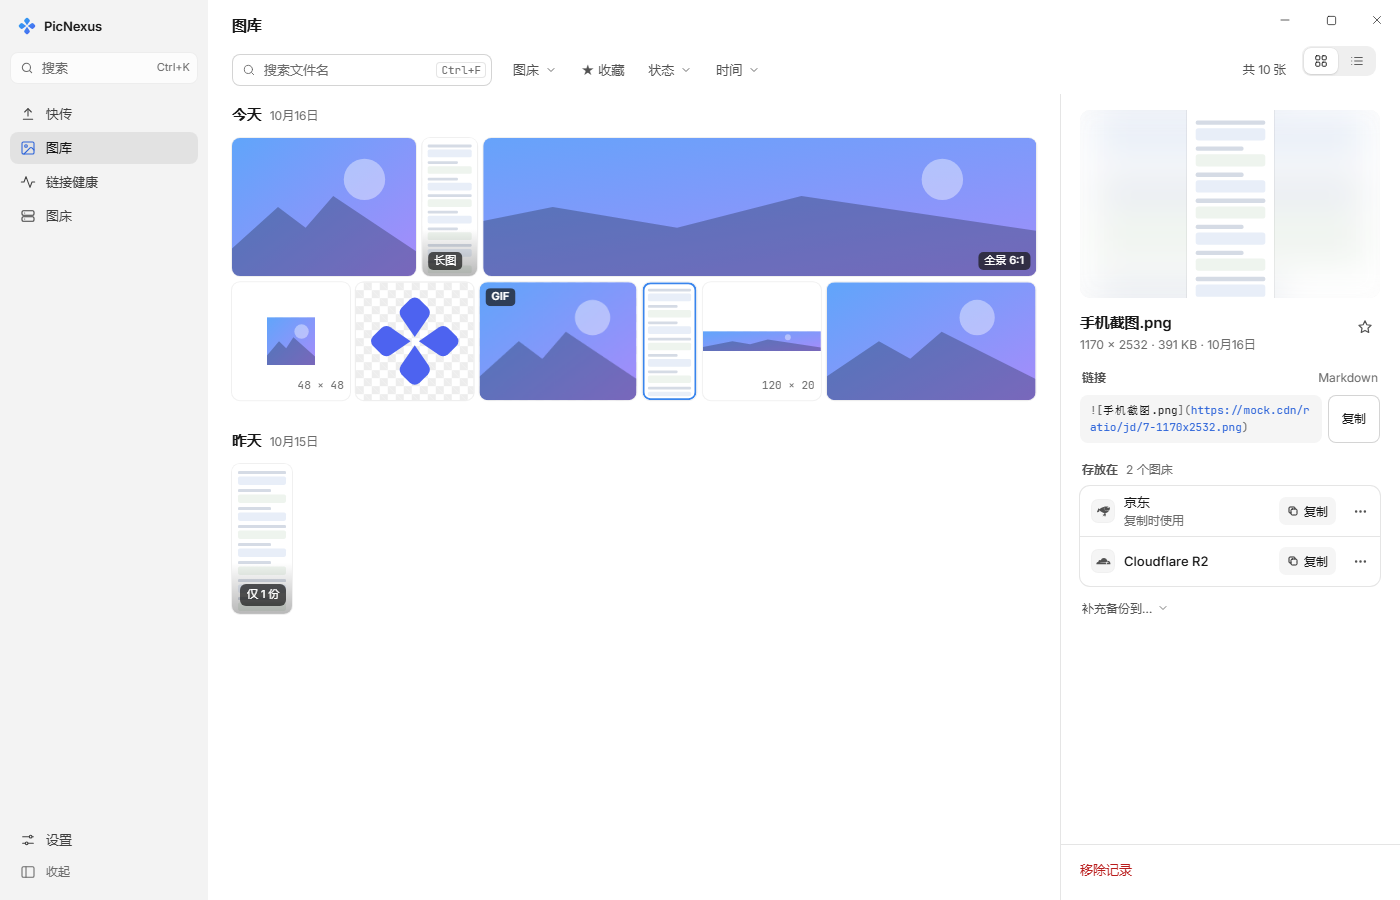 PicNexus
搜索 Ctrl+K
快传
图库
链接健康
图床
设置
收起
图库
搜索文件名 Ctrl+F
图床
★ 收藏
状态
时间
共 10 张
今天 10月16日
长图
全景 6:1
48 × 48
GIF
120 × 20
昨天 10月15日
仅 1 份
手机截图.png
1170 × 2532 · 391 KB · 10月16日
链接 Markdown
![手机截图.png](https://mock.cdn/r
atio/jd/7-1170x2532.png)
复制
存放在 2 个图床
京东
复制时使用
复制
Cloudflare R2
复制
补充备份到...
移除记录